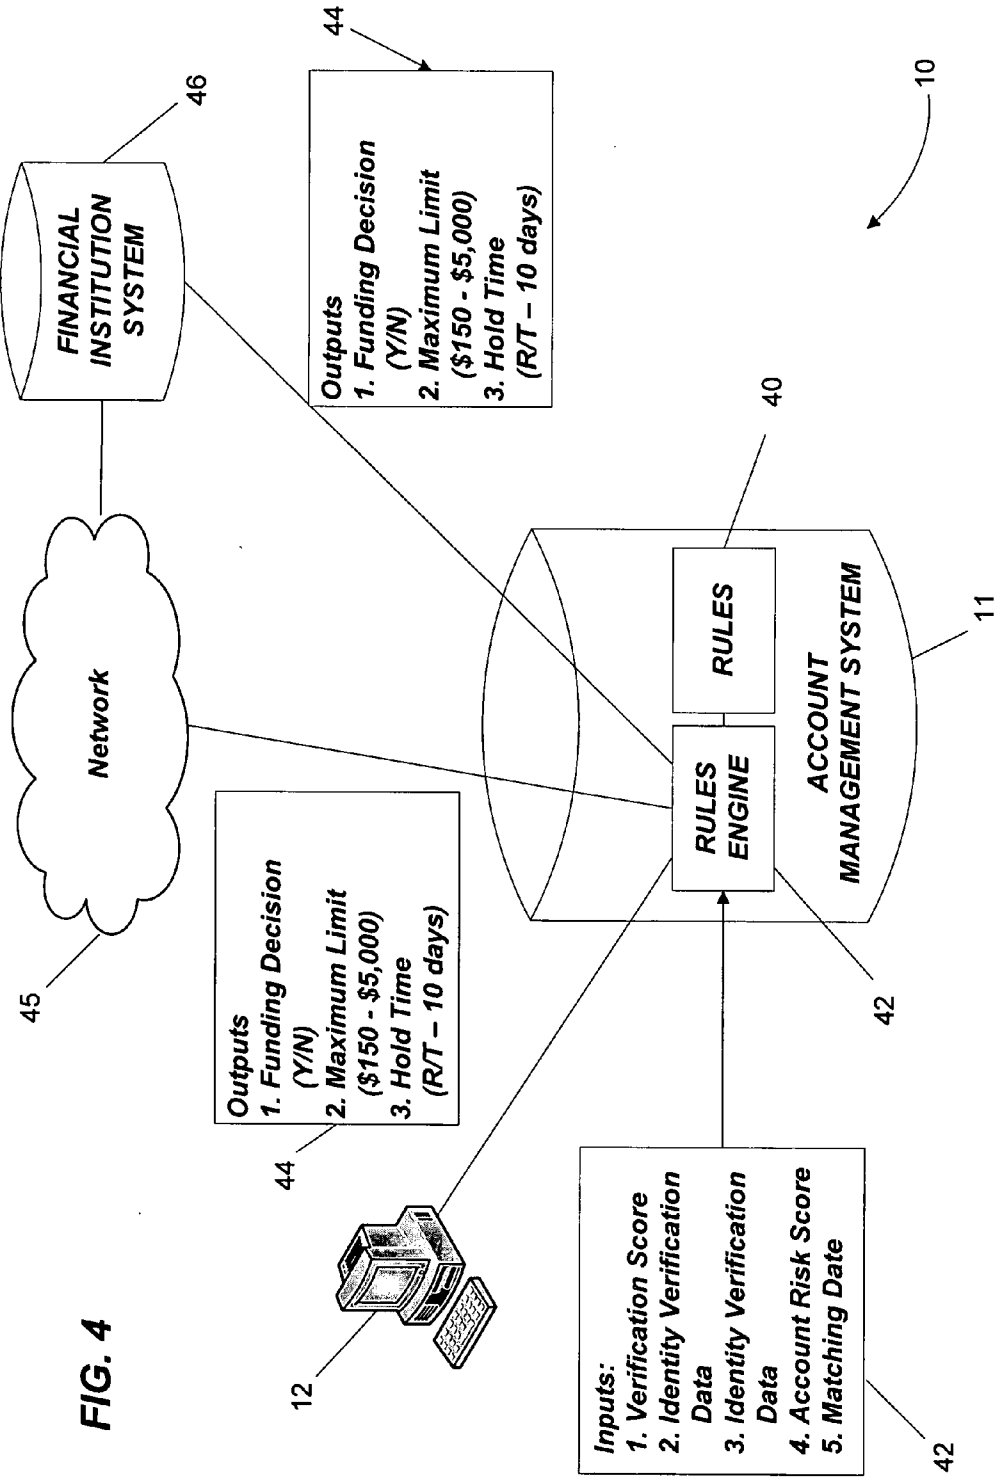 FIG. 4
45
Network
FINANCIAL
INSTITUTION
SYSTEM
46
Outputs
1. Funding Decision
(Y/N)
2. Maximum Limit
($150 - $5,000)
3. Hold Time
(R/T – 10 days)
44
Outputs
1. Funding Decision
(Y/N)
2. Maximum Limit
($150 - $5,000)
3. Hold Time
(R/T – 10 days)
44
12
Inputs:
1. Verification Score
2. Identity Verification
Data
3. Identity Verification
Data
4. Account Risk Score
5. Matching Date
42
RULES
ENGINE
42
RULES
40
ACCOUNT
MANAGEMENT SYSTEM
11
10